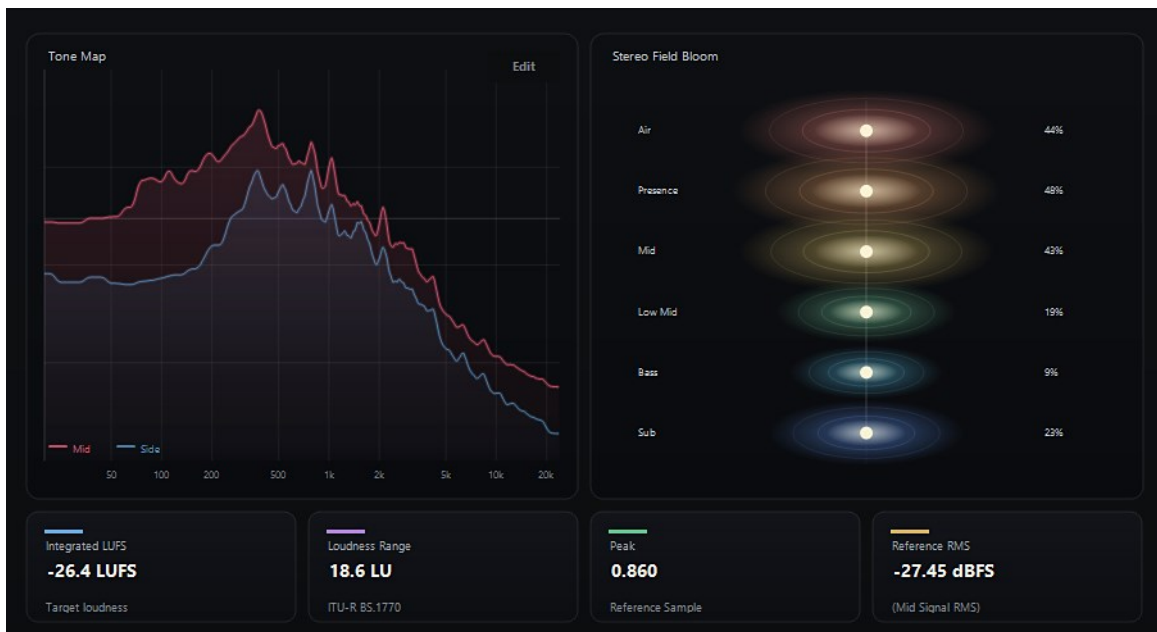 Tone Map
Edit
Mid
Side
50 100 200 500 1k 2k 5k 10k 20k
Stereo Field Bloom
Air 44%
Presence 48%
Mid 43%
Low Mid 19%
Bass 9%
Sub 23%
Integrated LUFS
-26.4 LUFS
Target loudness
Loudness Range
18.6 LU
ITU-R BS.1770
Peak
0.860
Reference Sample
Reference RMS
-27.45 dBFS
(Mid Signal RMS)